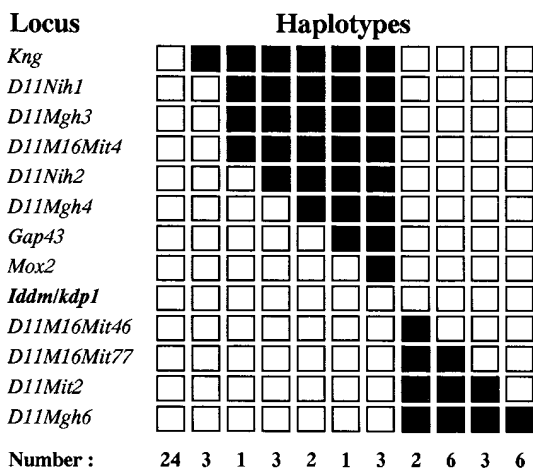 Locus Haplotypes
Kng
D11Nih1
D11Mgh3
D11M16Mit4
D11Nih2
D11Mgh4
Gap43
Mox2
Iddm/kdp1
D11M16Mit46
D11M16Mit77
D11Mit2
D11Mgh6
Number : 24 3 1 3 2 1 3 2 6 3 6